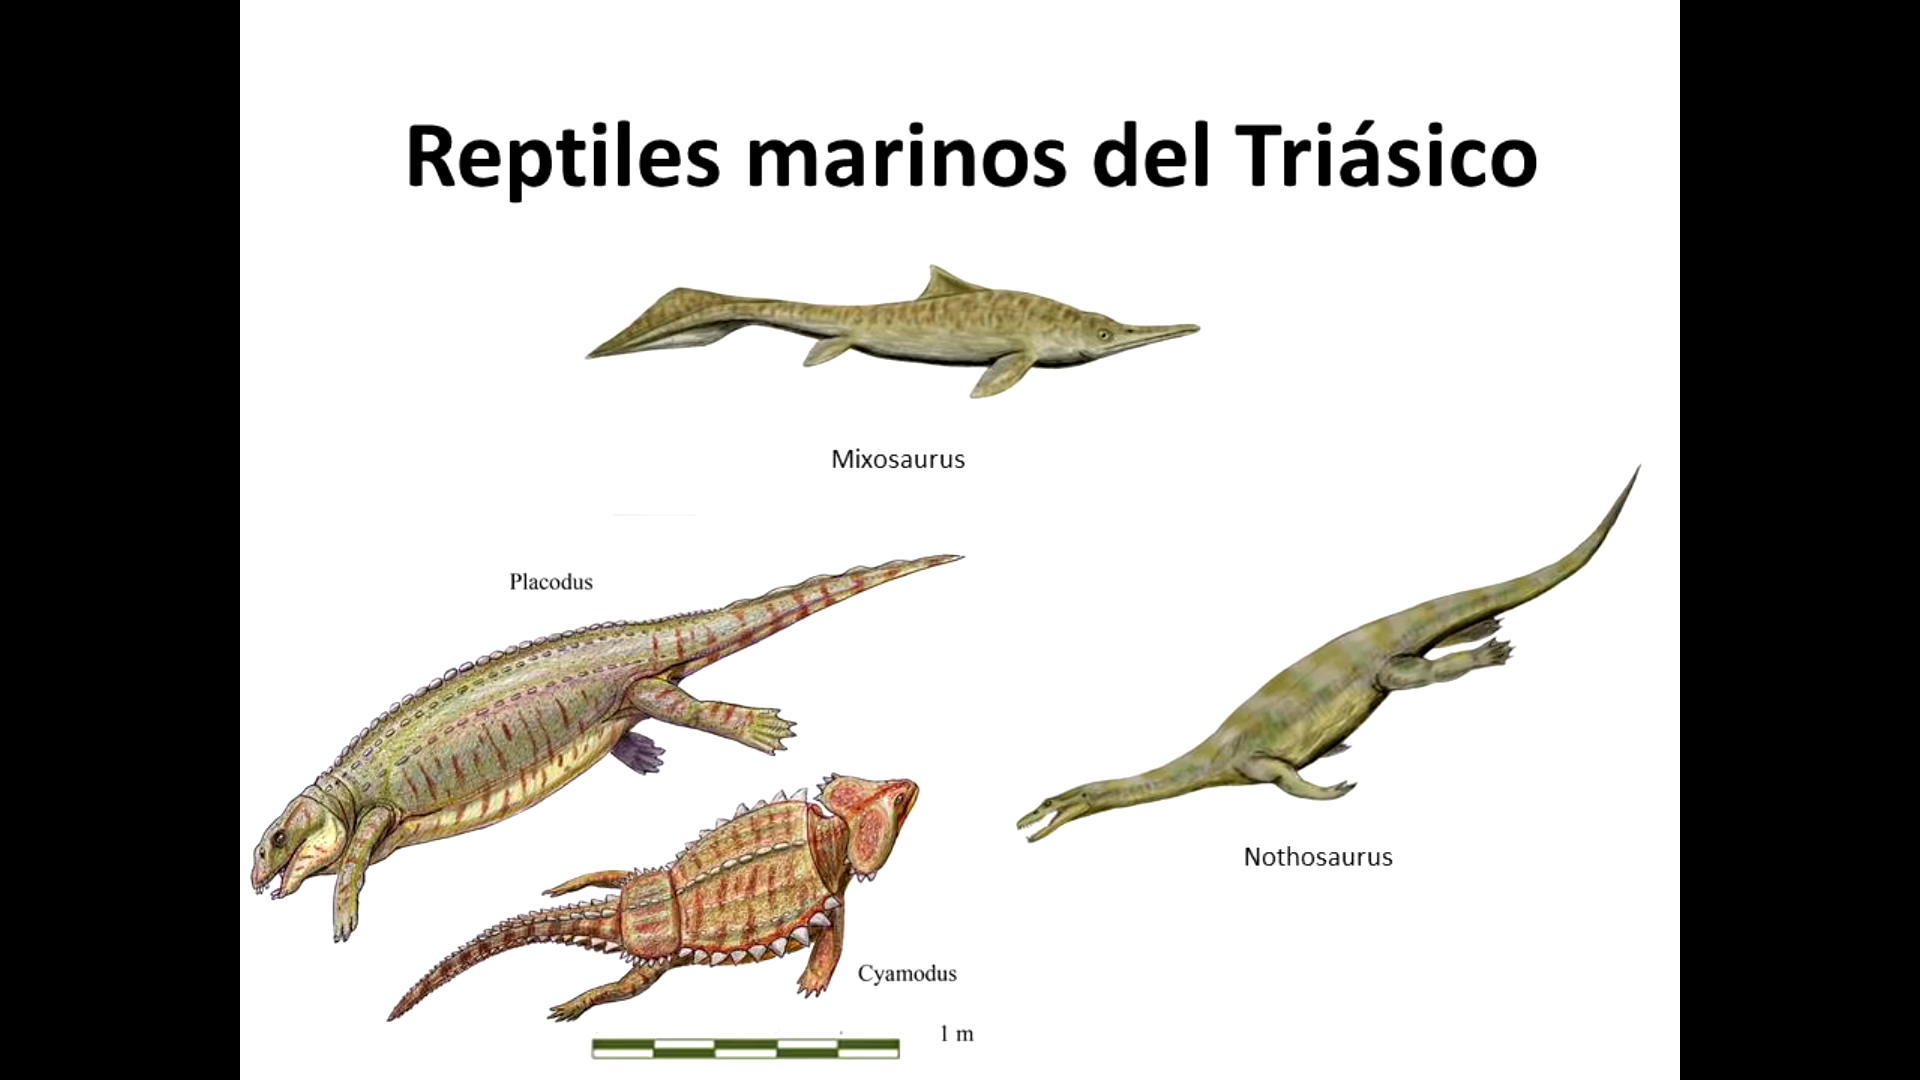 Reptiles marinos del Triásico
Mixosaurus
Placodus
Nothosaurus
Cyamodus
1 m